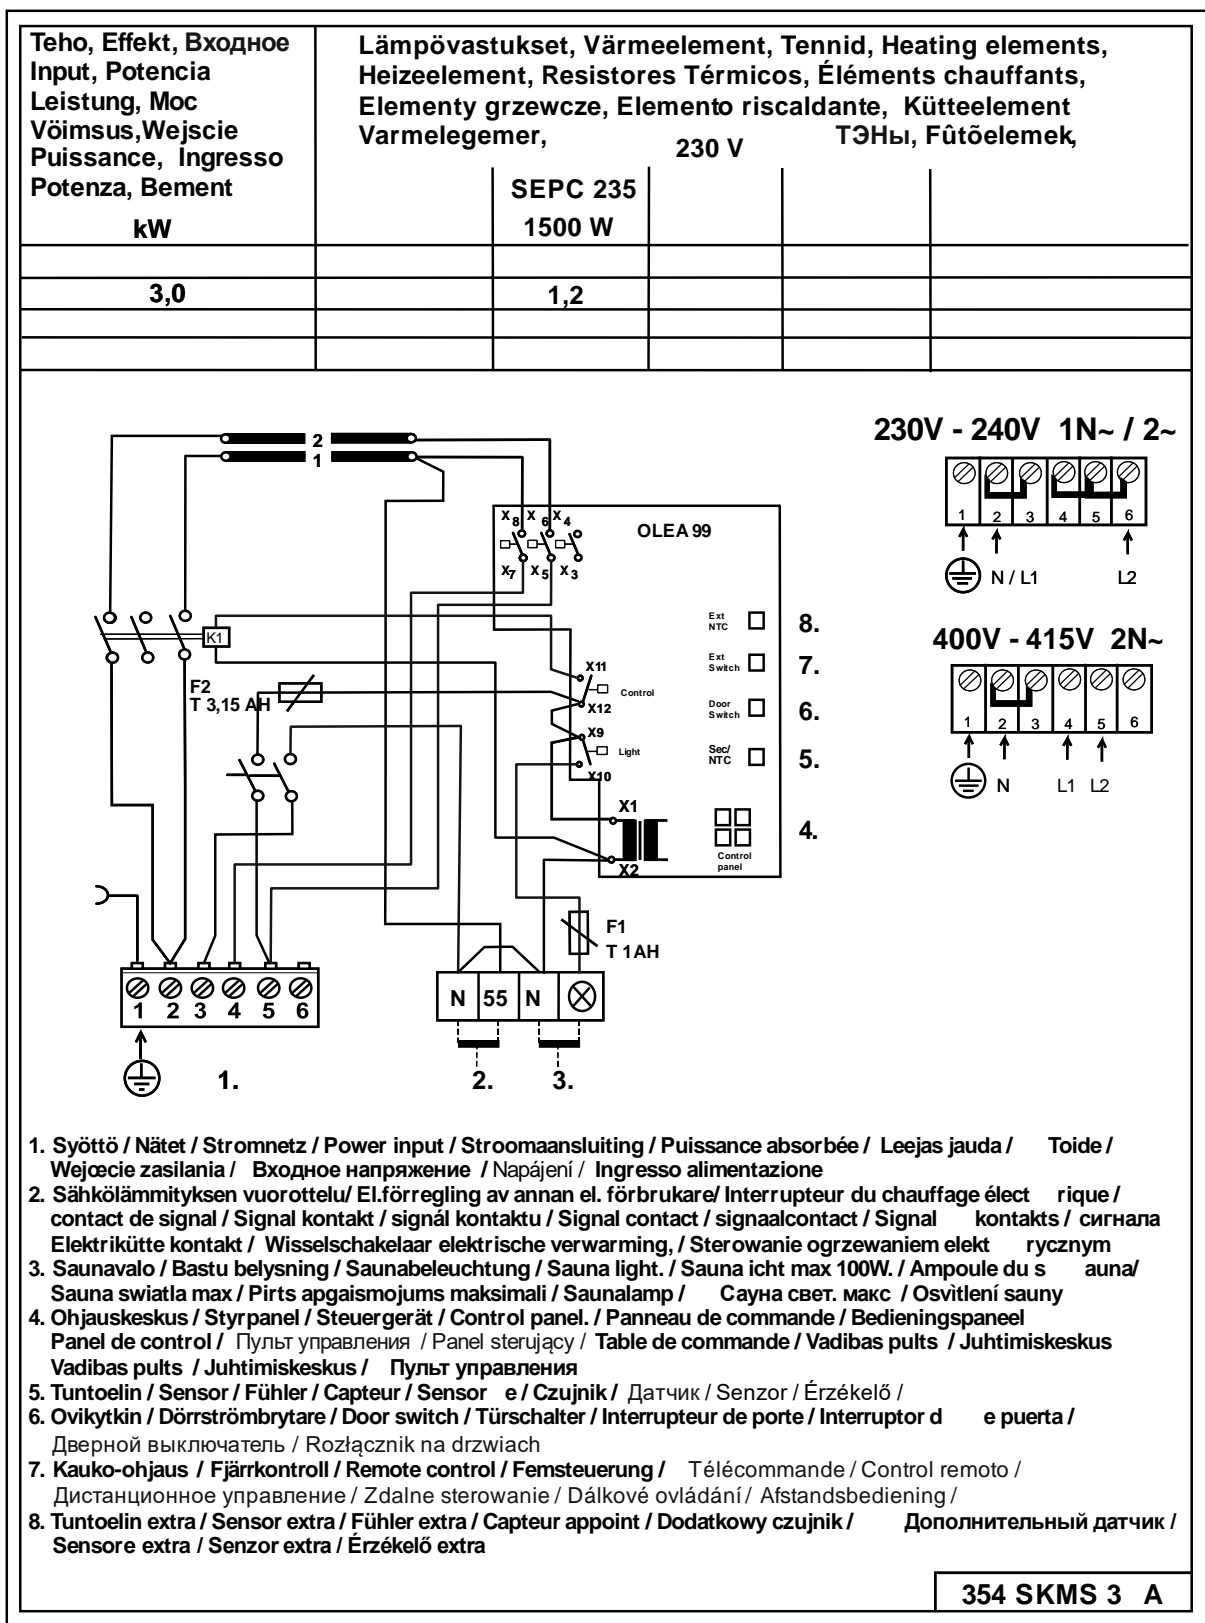 Teho, Effekt, Входное
Input, Potencia
Leistung, Moc
Vöimsus,Wejscie
Puissance, Ingresso
Potenza, Bement
kW
Lämpövastukset, Värmeelement, Tennid, Heating elements,
Heizeelement, Resistores Térmicos, Éléments chauffants,
Elementy grzewcze, Elemento riscaldante, Kütteelement
Varmelegemer, 230 V ТЭНы, Fûtõelemek,
SEPC 235
1500 W
3,0 1,2
2
1
X8 X6 X4
X7 X5 X3
OLEA 99
K1
F2
T 3,15 AH
X11
Control
X12
X9
Light
X10
X1
X2
Ext
NTC
8.
Ext
Switch
7.
Door
Switch
6.
Sec/
NTC
5.
4.
Control
panel
F1
T 1AH
1 2 3 4 5 6
N 55 N
1. 2. 3.
230V - 240V 1N~ / 2~
1 2 3 4 5 6
N / L1 L2
400V - 415V 2N~
1 2 3 4 5 6
N L1 L2
1. Syöttö / Nätet / Stromnetz / Power input / Stroomaansluiting / Puissance absorbée / Leejas jauda / Toide /
Wejœcie zasilania / Входное напряжение / Napájení / Ingresso alimentazione
2. Sähkölämmityksen vuorottelu/ El.förregling av annan el. förbrukare/ Interrupteur du chauffage élect rique /
contact de signal / Signal kontakt / signál kontaktu / Signal contact / signaalcontact / Signal kontakts / сигнала
Elektrikütte kontakt / Wisselschakelaar elektrische verwarming, / Sterowanie ogrzewaniem elekt rycznym
3. Saunavalo / Bastu belysning / Saunabeleuchtung / Sauna light. / Sauna icht max 100W. / Ampoule du s auna/
Sauna swiatla max / Pirts apgaismojums maksimali / Saunalamp / Сауна свет. макс / Osvìtlení sauny
4. Ohjauskeskus / Styrpanel / Steuergerät / Control panel. / Panneau de commande / Bedieningspaneel
Panel de control / Пульт управления / Panel sterujący / Table de commande / Vadibas pults / Juhtimiskeskus
Vadibas pults / Juhtimiskeskus / Пульт управления
5. Tuntoelin / Sensor / Fühler / Capteur / Sensor e / Czujnik / Датчик / Senzor / Érzékelő /
6. Ovikytkin / Dörrströmbrytare / Door switch / Türschalter / Interrupteur de porte / Interruptor d e puerta /
Дверной выключатель / Rozłącznik na drzwiach
7. Kauko-ohjaus / Fjärrkontroll / Remote control / Femsteuerung / Télécommande / Control remoto /
Дистанционное управление / Zdalne sterowanie / Dálkové ovládání / Afstandsbediening /
8. Tuntoelin extra / Sensor extra / Fühler extra / Capteur appoint / Dodatkowy czujnik / Дополнительный датчик /
Sensore extra / Senzor extra / Érzékelő extra
354 SKMS 3 A